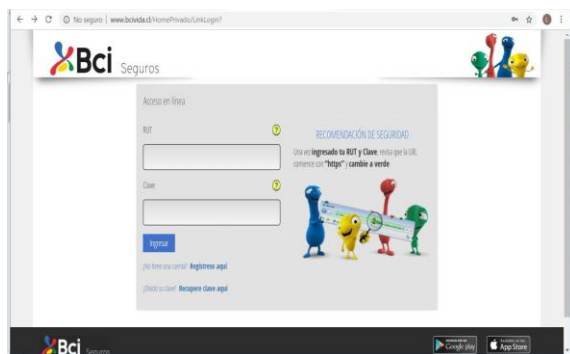 No seguro | www.bcivida.cl/HomePrivado/LinkLogin?
Bci Seguros
Acceso en línea
RUT
?
Clave
?
Ingresar
¿No tiene una cuenta? Regístrese aquí
¿Olvidó su clave? Recupere clave aquí
RECOMENDACIÓN DE SEGURIDAD
Una vez ingresado tu RUT y Clave, revisa que la URL
comience con "https" y cambie a verde
Bci Seguros
Google play
App Store